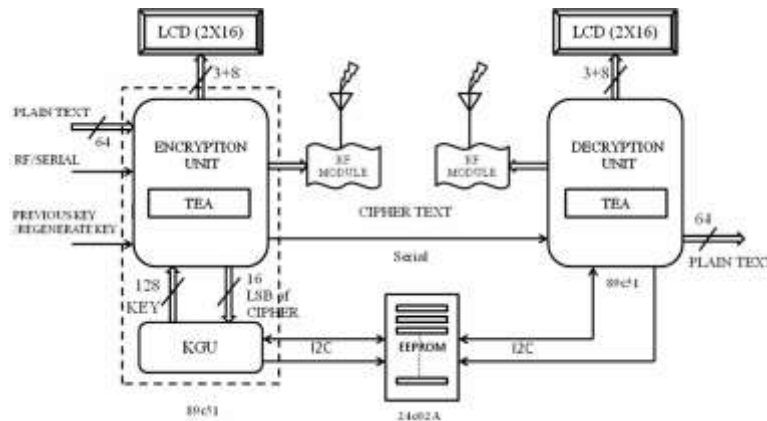 LCD (2X16)
LCD (2X16)
3+8
3+8
PLAIN TEXT
64
ENCRYPTION
UNIT
TEA
RF/SERIAL
PREVIOUS KEY
/REGENERATE KEY
RF
MODULE
RF
MODULE
DECRYPTION
UNIT
TEA
CIPHER TEXT
Serial
64
PLAIN TEXT
89c51
128
KEY
16
LSB pf
CIPHER
KGU
I2C
EEPROM
I2C
89c51
24c02A